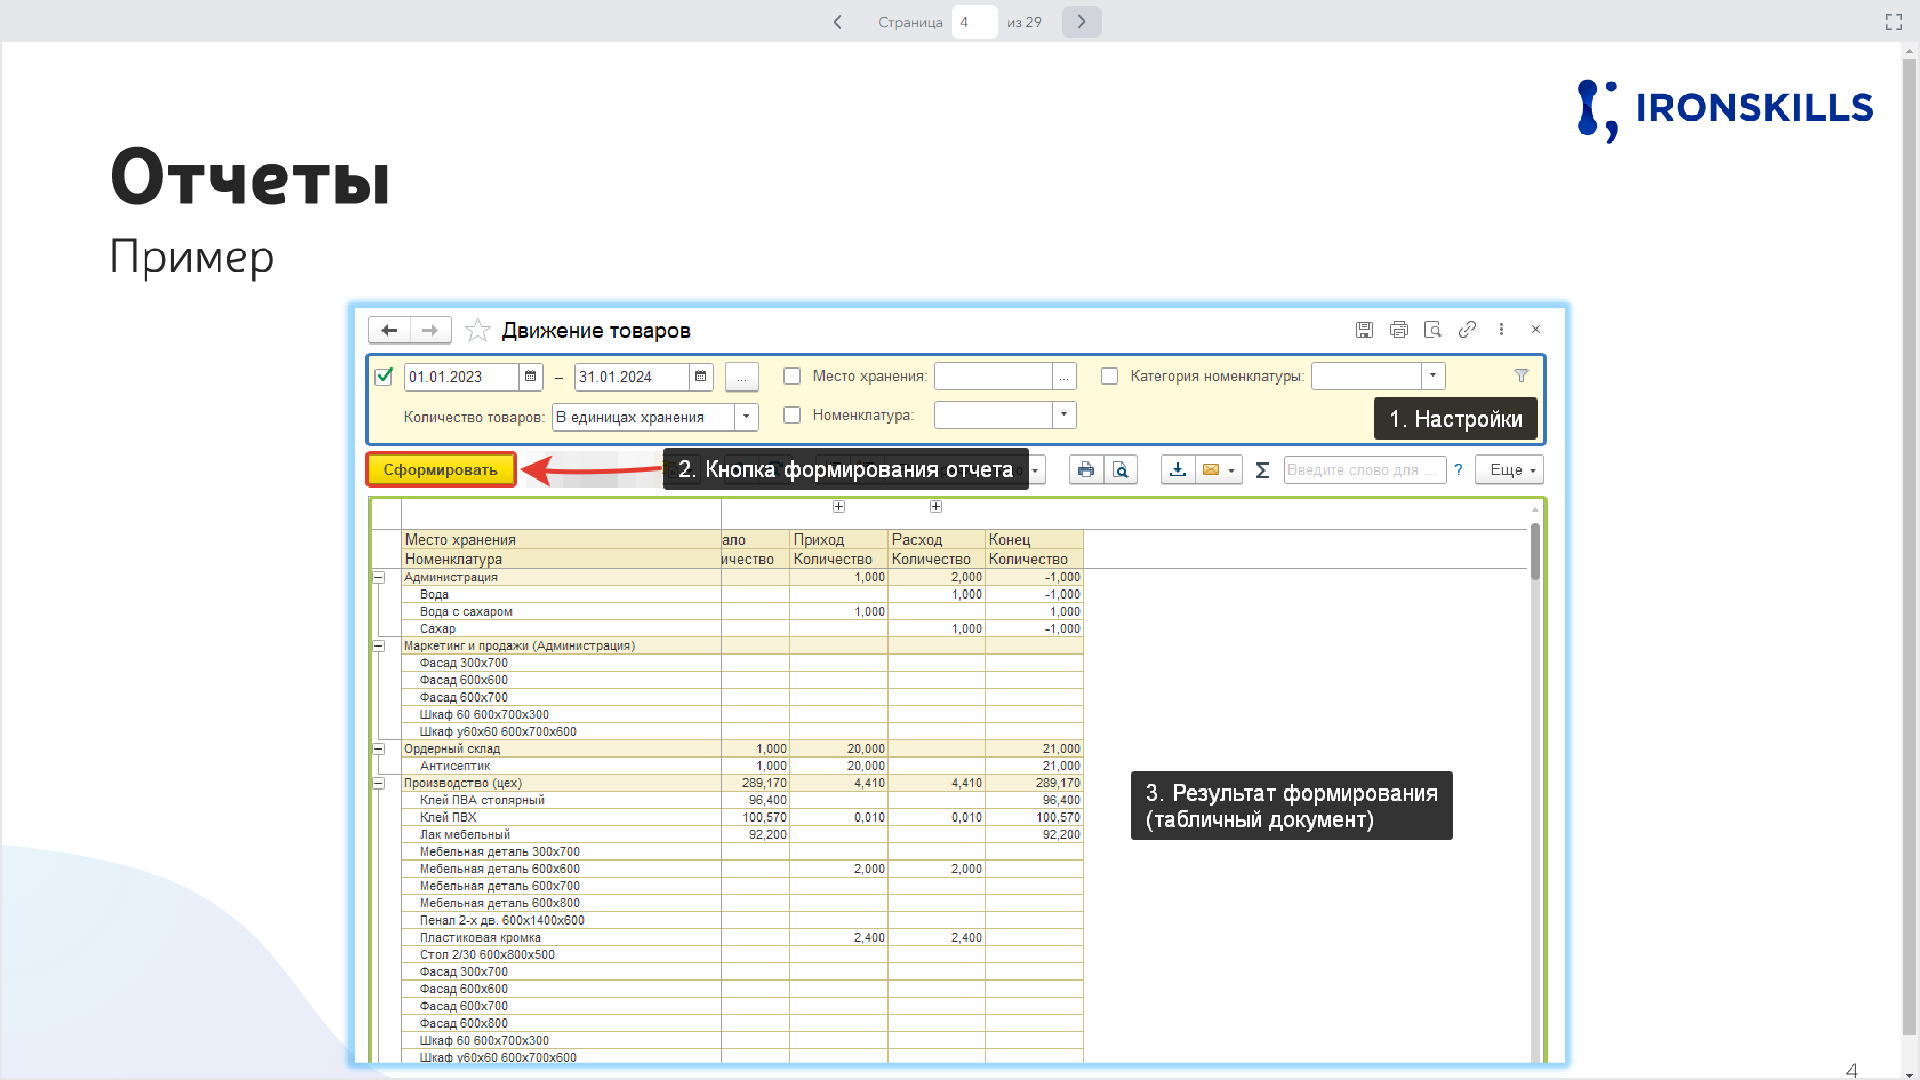 Страница 4 из 29
IRONSKILLS
Отчеты
Пример
Движение товаров
01.01.2023 – 31.01.2024 ... Место хранения: ... Категория номенклатуры:
Количество товаров: В единицах хранения Номенклатура:
1. Настройки
Сформировать 2. Кнопка формирования отчета Σ Введите слово для ... ? Еще
Место хранения ало Приход Расход Конец
Номенклатура ичество Количество Количество Количество
Администрация 1,000 2,000 -1,000
Вода 1,000 -1,000
Вода с сахаром 1,000 1,000
Сахар 1,000 -1,000
Маркетинг и продажи (Администрация)
Фасад 300х700
Фасад 600х600
Фасад 600х700
Шкаф 60 600х700х300
Шкаф у60х60 600х700х600
Ордерный склад 1,000 20,000 21,000
Антисептик 1,000 20,000 21,000
Производство (цех) 289,170 4,410 4,410 289,170
Клей ПВА столярный 96,400 96,400
Клей ПВХ 100,570 0,010 0,010 100,570
Лак мебельный 92,200 92,200
Мебельная деталь 300х700
Мебельная деталь 600х600 2,000 2,000
Мебельная деталь 600х700
Мебельная деталь 600х800
Пенал 2-х дв. 600х1400х600
Пластиковая кромка 2,400 2,400
Стол 2/30 600х800х500
Фасад 300х700
Фасад 600х600
Фасад 600х700
Фасад 600х800
Шкаф 60 600х700х300
Шкаф у60х60 600х700х600
3. Результат формирования
(табличный документ)
4